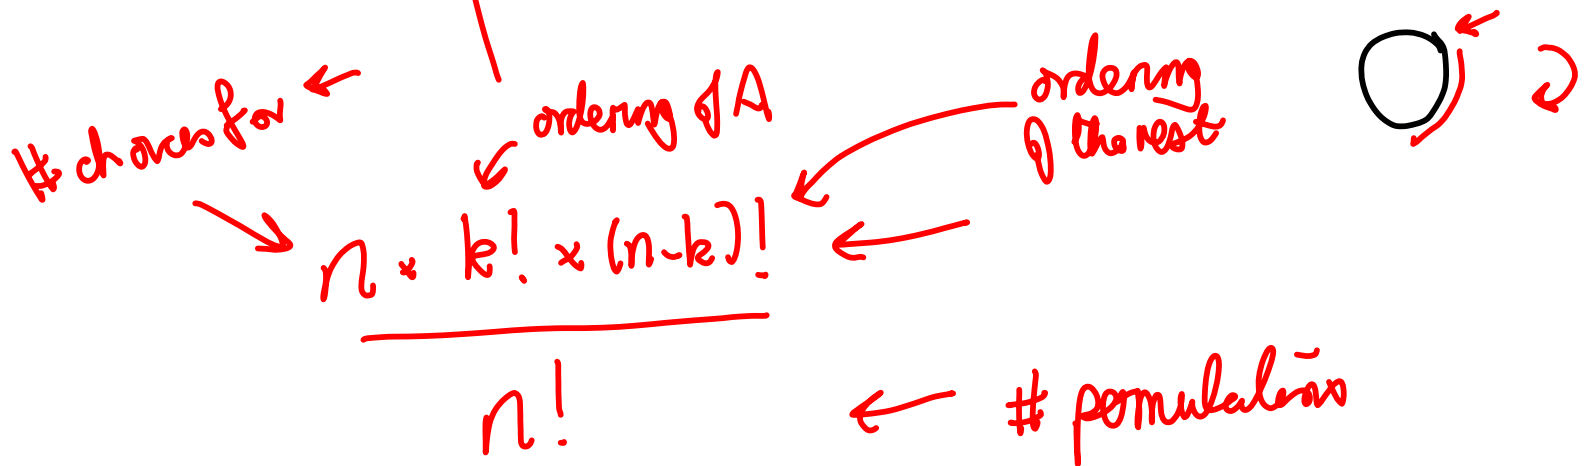 # choices for
ordering of A
ordering
of the rest
n × k! × (n-k)!
n!
# permutations